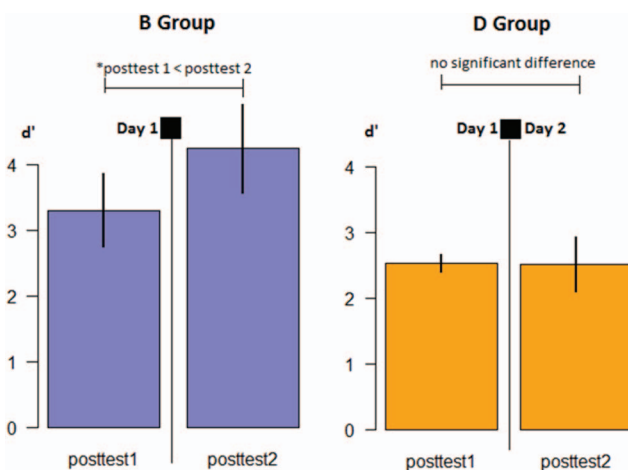 B Group
*posttest 1 < posttest 2
d'
Day 1
4
3
2
1
0
posttest1
posttest2
D Group
no significant difference
d'
Day 1
Day 2
4
3
2
1
0
posttest1
posttest2